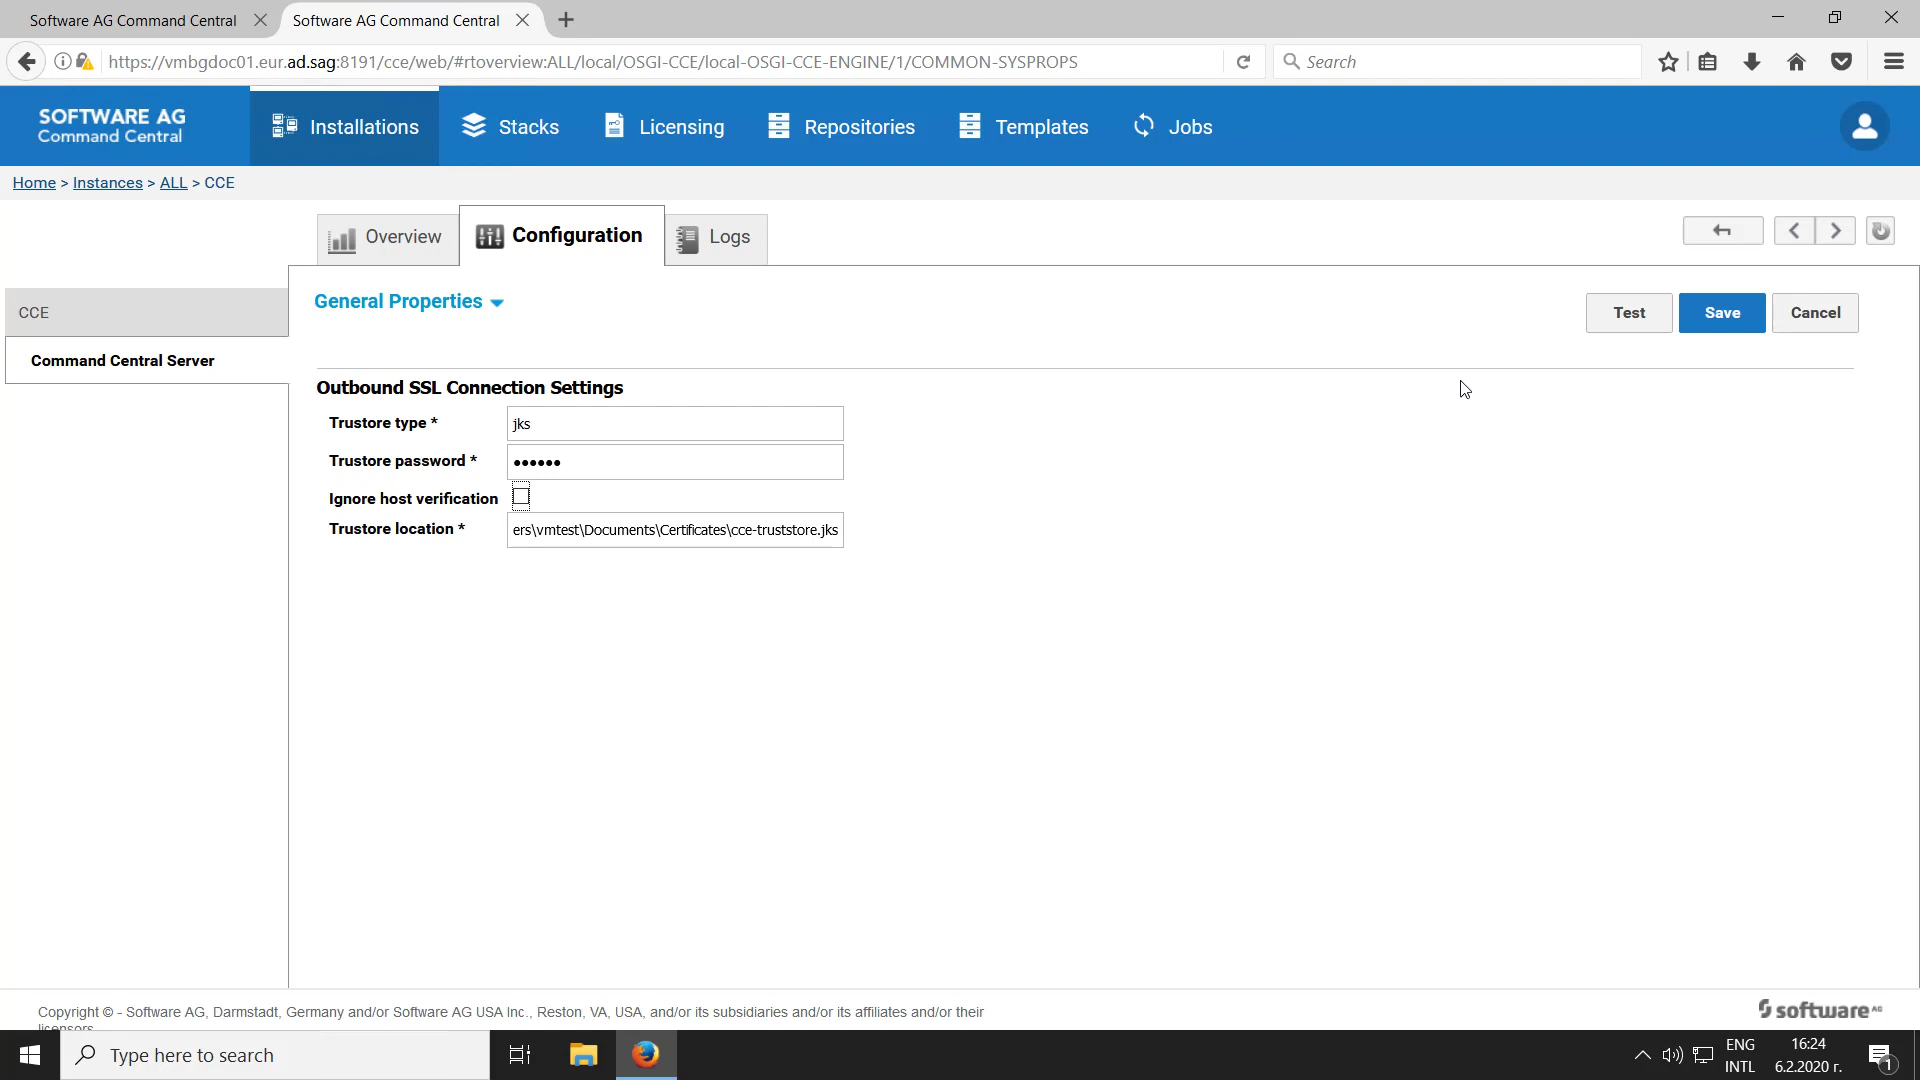 Software AG Command Central
Software AG Command Central
https://vmbgdoc01.eur.ad.sag:8191/cce/web/#rtoverview:ALL/local/OSGI-CCE/local-OSGI-CCE-ENGINE/1/COMMON-SYSPROPS
Search
SOFTWARE AG
Command Central
Installations
Stacks
Licensing
Repositories
Templates
Jobs
Home > Instances > ALL > CCE
Overview
Configuration
Logs
CCE
Command Central Server
General Properties
Test
Save
Cancel
Outbound SSL Connection Settings
Trustore type *
jks
Trustore password *
••••••
Ignore host verification
Trustore location *
ers\vmtest\Documents\Certificates\cce-truststore.jks
Copyright © - Software AG, Darmstadt, Germany and/or Software AG USA Inc., Reston, VA, USA, and/or its subsidiaries and/or its affiliates and/or their
licensors
software AG
Type here to search
ENG
INTL
16:24
6.2.2020 г.
1